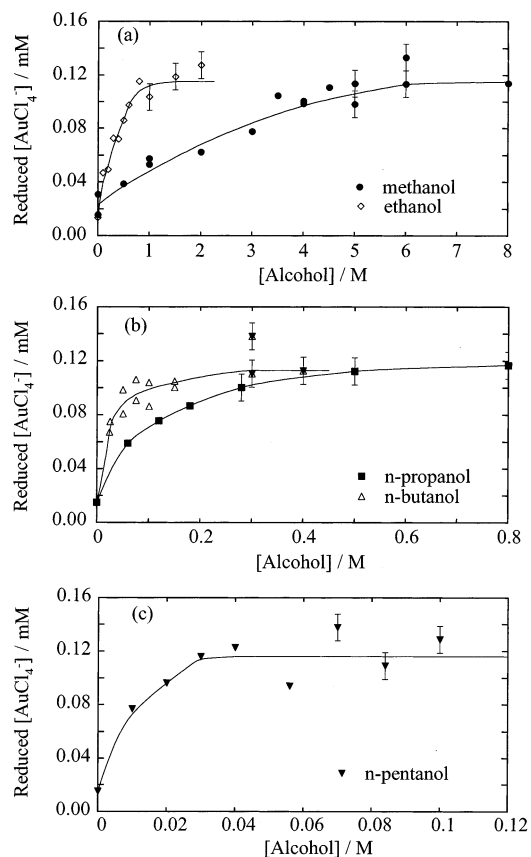 (a)
Reduced [AuCl₄⁻] / mM
0.16
0.12
0.08
0.04
0.00
methanol
ethanol
0 1 2 3 4 5 6 7 8
[Alcohol] / M
(b)
Reduced [AuCl₄⁻] / mM
0.16
0.12
0.08
0.04
0.00
n-propanol
n-butanol
0 0.2 0.4 0.6 0.8
[Alcohol] / M
(c)
Reduced [AuCl₄⁻] / mM
0.16
0.12
0.08
0.04
0.00
n-pentanol
0 0.02 0.04 0.06 0.08 0.1 0.12
[Alcohol] / M